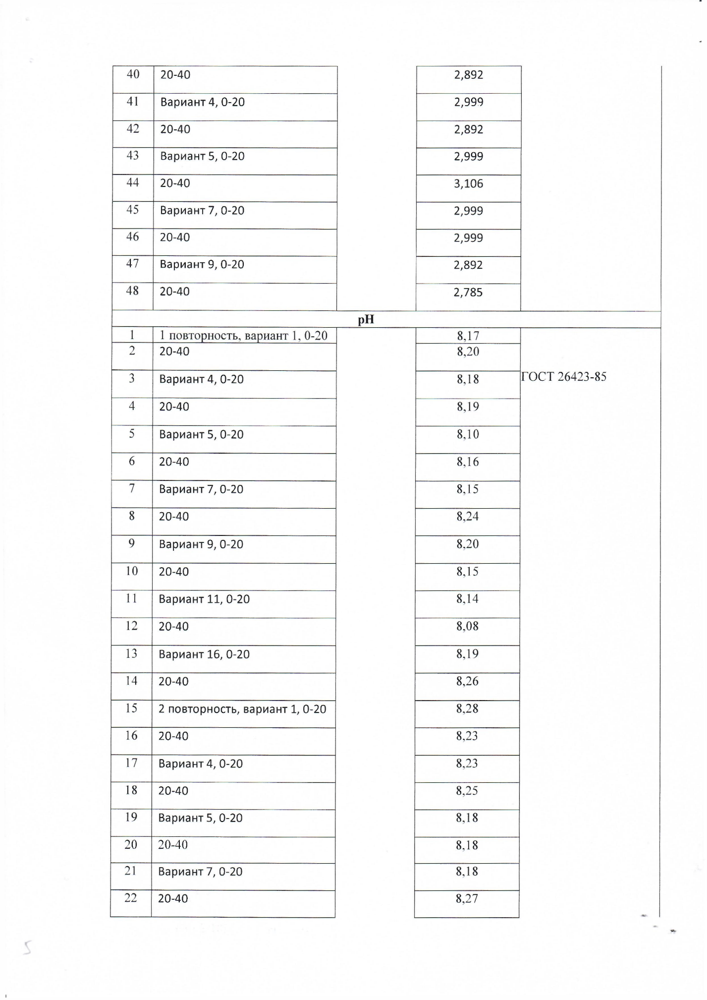 40 20-40 2,892
41 Вариант 4, 0-20 2,999
42 20-40 2,892
43 Вариант 5, 0-20 2,999
44 20-40 3,106
45 Вариант 7, 0-20 2,999
46 20-40 2,999
47 Вариант 9, 0-20 2,892
48 20-40 2,785
pH
1 1 повторность, вариант 1, 0-20 8,17
2 20-40 8,20
3 Вариант 4, 0-20 8,18 ГОСТ 26423-85
4 20-40 8,19
5 Вариант 5, 0-20 8,10
6 20-40 8,16
7 Вариант 7, 0-20 8,15
8 20-40 8,24
9 Вариант 9, 0-20 8,20
10 20-40 8,15
11 Вариант 11, 0-20 8,14
12 20-40 8,08
13 Вариант 16, 0-20 8,19
14 20-40 8,26
15 2 повторность, вариант 1, 0-20 8,28
16 20-40 8,23
17 Вариант 4, 0-20 8,23
18 20-40 8,25
19 Вариант 5, 0-20 8,18
20 20-40 8,18
21 Вариант 7, 0-20 8,18
22 20-40 8,27